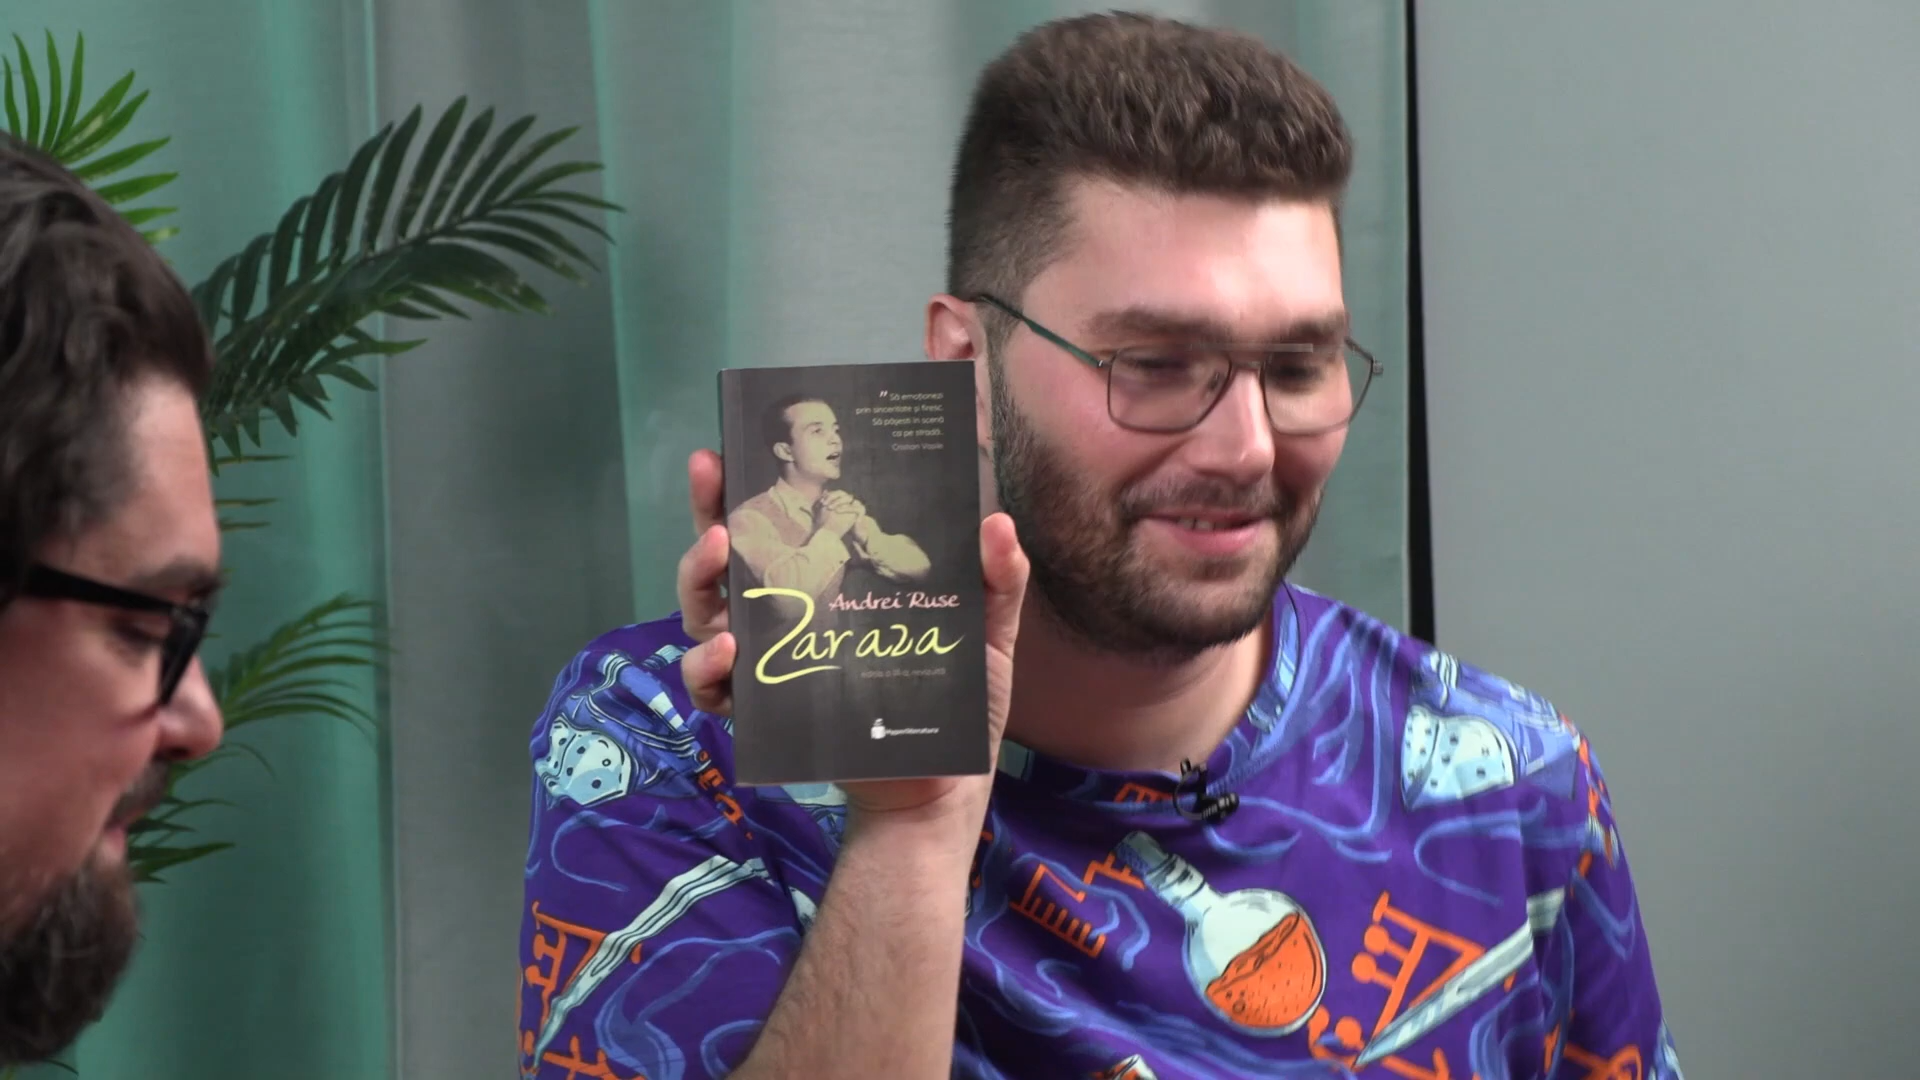 " Să emoționezi
prin sinceritate și firesc.
Să pășești în scenă
ca pe stradă.
Cristian Vasile
Andrei Ruse
Zaraza
ediția a III-a, revizuită
Hyperliteratura